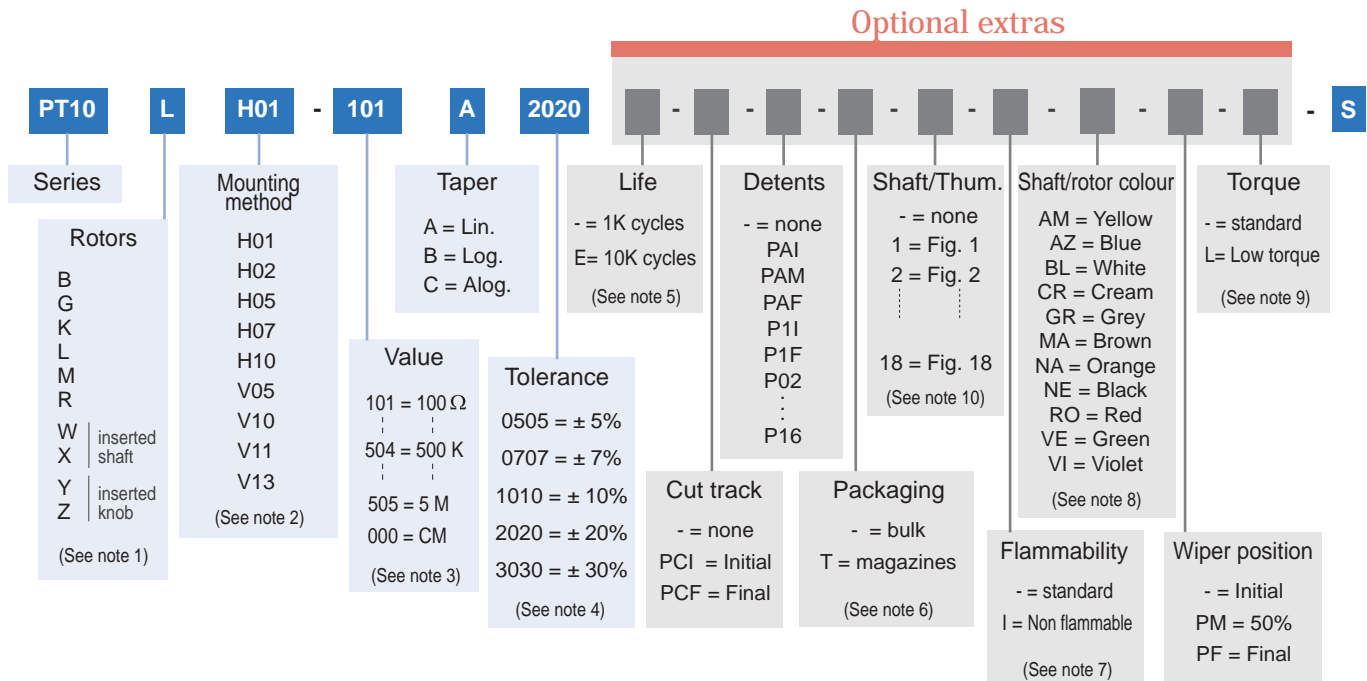 Optional extras
PT10 L H01 - 101 A 2020 - - - - - - - - - S
Series
Rotors
B
G
K
L
M
R
W
X
inserted
shaft
Y
Z
inserted
knob
(See note 1)
Mounting
method
H01
H02
H05
H07
H10
V05
V10
V11
V13
(See note 2)
Value
101 = 100 Ω
504 = 500 K
505 = 5 M
000 = CM
(See note 3)
Taper
A = Lin.
B = Log.
C = Alog.
Tolerance
0505 = ± 5%
0707 = ± 7%
1010 = ± 10%
2020 = ± 20%
3030 = ± 30%
(See note 4)
Life
- = 1K cycles
E= 10K cycles
(See note 5)
Cut track
- = none
PCI = Initial
PCF = Final
Detents
- = none
PAI
PAM
PAF
P1I
P1F
P02
:
P16
Packaging
- = bulk
T = magazines
(See note 6)
Shaft/Thum.
- = none
1 = Fig. 1
2 = Fig. 2
18 = Fig. 18
(See note 10)
Flammability
- = standard
I = Non flammable
(See note 7)
Shaft/rotor colour
AM = Yellow
AZ = Blue
BL = White
CR = Cream
GR = Grey
MA = Brown
NA = Orange
NE = Black
RO = Red
VE = Green
VI = Violet
(See note 8)
Wiper position
- = Initial
PM = 50%
PF = Final
Torque
- = standard
L= Low torque
(See note 9)